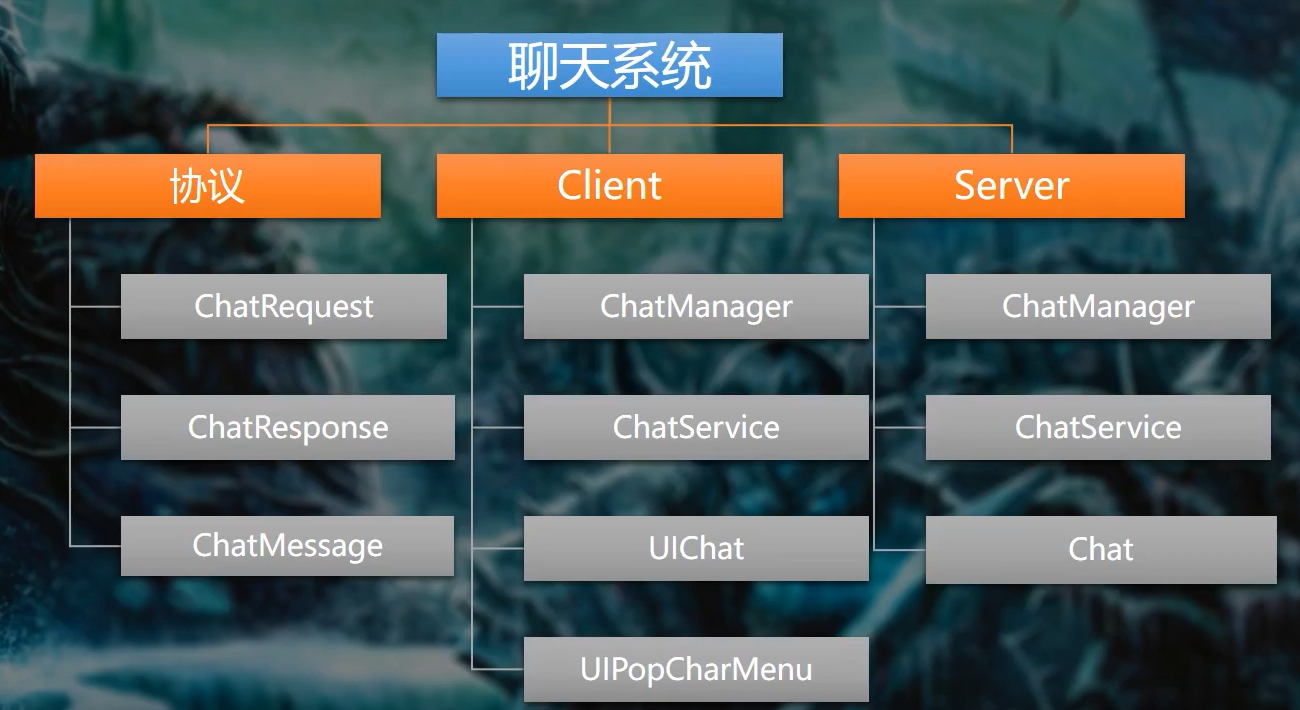 聊天系统
协议
Client
Server
ChatRequest
ChatManager
ChatManager
ChatResponse
ChatService
ChatService
ChatMessage
UIChat
Chat
UIPopCharMenu